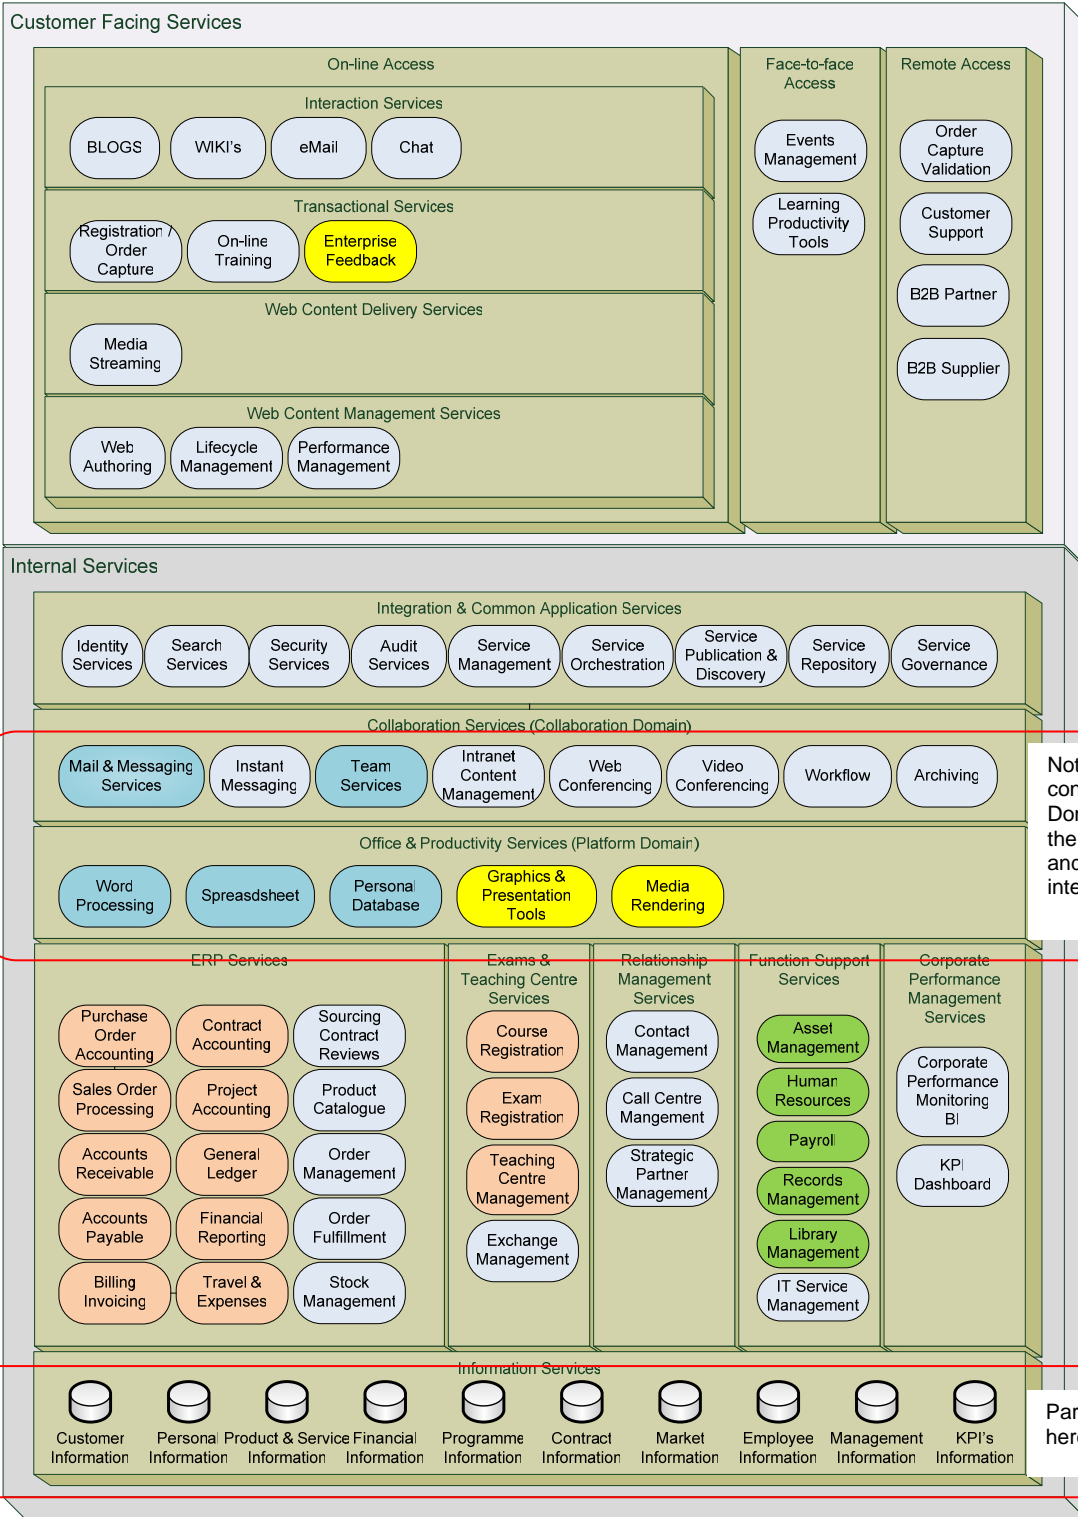 Customer Facing Services
On-line Access
Interaction Services
BLOGS
WIKI's
eMail
Chat
Transactional Services
Registration /
Order
Capture
On-line
Training
Enterprise
Feedback
Web Content Delivery Services
Media
Streaming
Web Content Management Services
Web
Authoring
Lifecycle
Management
Performance
Management
Face-to-face
Access
Events
Management
Learning
Productivity
Tools
Remote Access
Order
Capture
Validation
Customer
Support
B2B Partner
B2B Supplier
Internal Services
Integration & Common Application Services
Identity
Services
Search
Services
Security
Services
Audit
Services
Service
Management
Service
Orchestration
Service
Publication &
Discovery
Service
Repository
Service
Governance
Collaboration Services (Collaboration Domain)
Mail & Messaging
Services
Instant
Messaging
Team
Services
Intranet
Content
Management
Web
Conferencing
Video
Conferencing
Workflow
Archiving
Office & Productivity Services (Platform Domain)
Word
Processing
Spreasdsheet
Personal
Database
Graphics &
Presentation
Tools
Media
Rendering
ERP Services
Purchase
Order
Accounting
Contract
Accounting
Sourcing
Contract
Reviews
Sales Order
Processing
Project
Accounting
Product
Catalogue
Accounts
Receivable
General
Ledger
Order
Management
Accounts
Payable
Financial
Reporting
Order
Fulfillment
Billing
Invoicing
Travel &
Expenses
Stock
Management
Exams &
Teaching Centre
Services
Course
Registration
Exam
Registration
Teaching
Centre
Management
Exchange
Management
Relationship
Management
Services
Contact
Management
Call Centre
Mangement
Strategic
Partner
Management
Function Support
Services
Asset
Management
Human
Resources
Payroll
Records
Management
Library
Management
IT Service
Management
Corporate
Performance
Management
Services
Corporate
Performance
Monitoring
BI
KPI
Dashboard
Information Services
Customer
Information
Personal
Information
Product & Service
Information
Financial
Information
Programme
Information
Contract
Information
Market
Information
Employee
Information
Management
Information
KPI's
Information
the